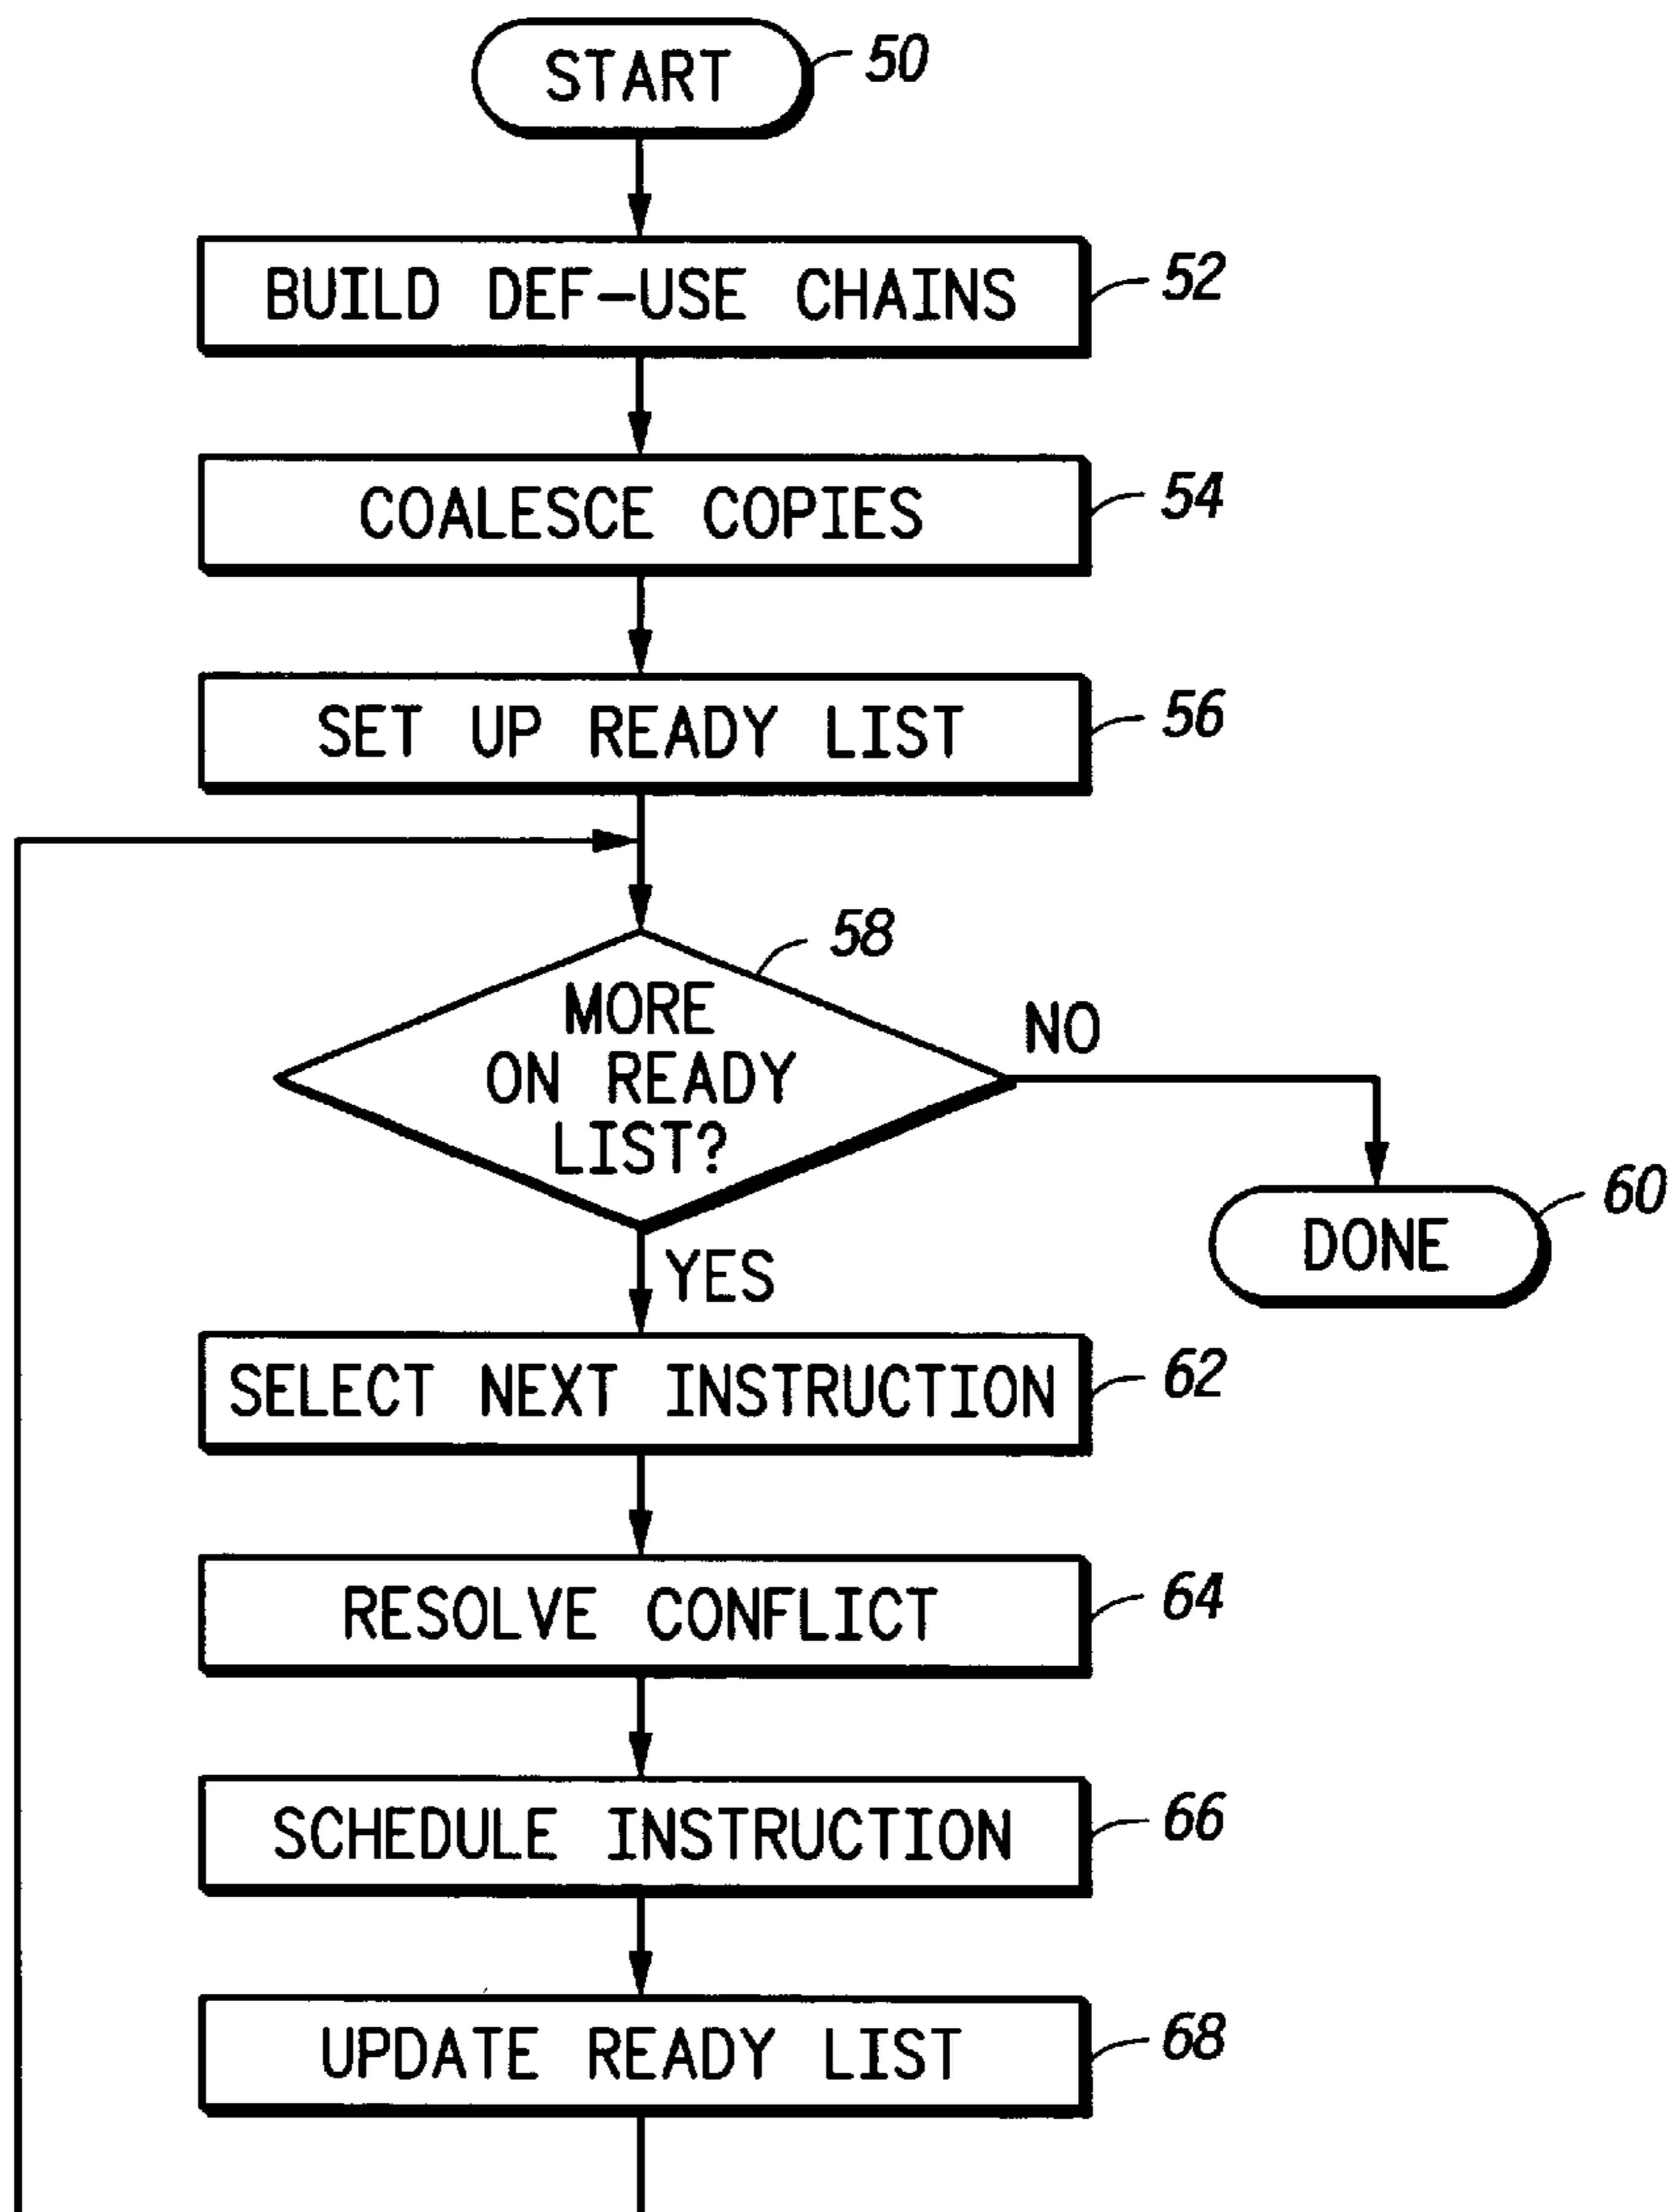 START
50
BUILD DEF-USE CHAINS
52
COALESCE COPIES
54
SET UP READY LIST
56
58
MORE
ON READY
LIST?
NO
60
DONE
YES
SELECT NEXT INSTRUCTION
62
RESOLVE CONFLICT
64
SCHEDULE INSTRUCTION
66
UPDATE READY LIST
68